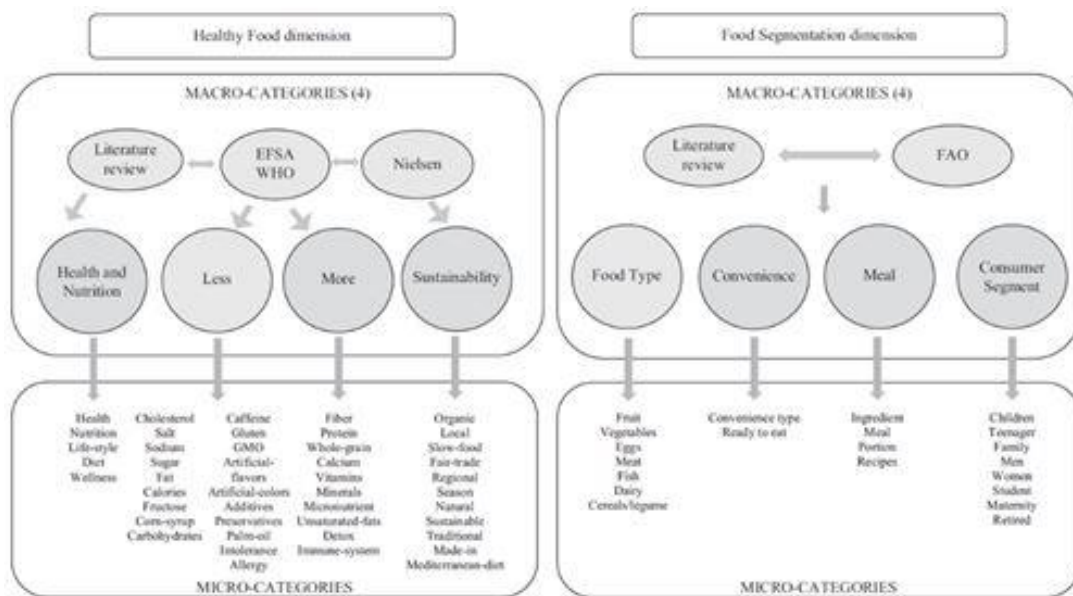 Healthy Food dimension
MACRO-CATEGORIES (4)
Literature
review
EFSA
WHO
Nielsen
Health and
Nutrition
Less
More
Sustainability
Health
Nutrition
Life-style
Diet
Wellness
Cholesterol
Salt
Sodium
Sugar
Fat
Calories
Fructose
Corn-syrup
Carbohydrates
Caffeine
Gluten
GMO
Artificial-
flavors
Artificial-colors
Additives
Preservatives
Palm-oil
Intolerance
Allergy
Fiber
Protein
Whole-grain
Calcium
Vitamins
Minerals
Micronutrient
Unsaturated-fats
Detox
Immune-system
Organic
Local
Slow-food
Fair-trade
Regional
Season
Natural
Sustainable
Traditional
Made-in
Mediterranean-diet
MICRO-CATEGORIES
Food Segmentation dimension
MACRO-CATEGORIES (4)
Literature
review
FAO
Food Type
Convenience
Meal
Consumer
Segment
Fruit
Vegetables
Eggs
Meat
Fish
Dairy
Cereals/legume
Convenience type
Ready to eat
Ingredient
Meal
Portion
Recipes
Children
Teenager
Family
Men
Women
Student
Maternity
Retired
MICRO-CATEGORIES